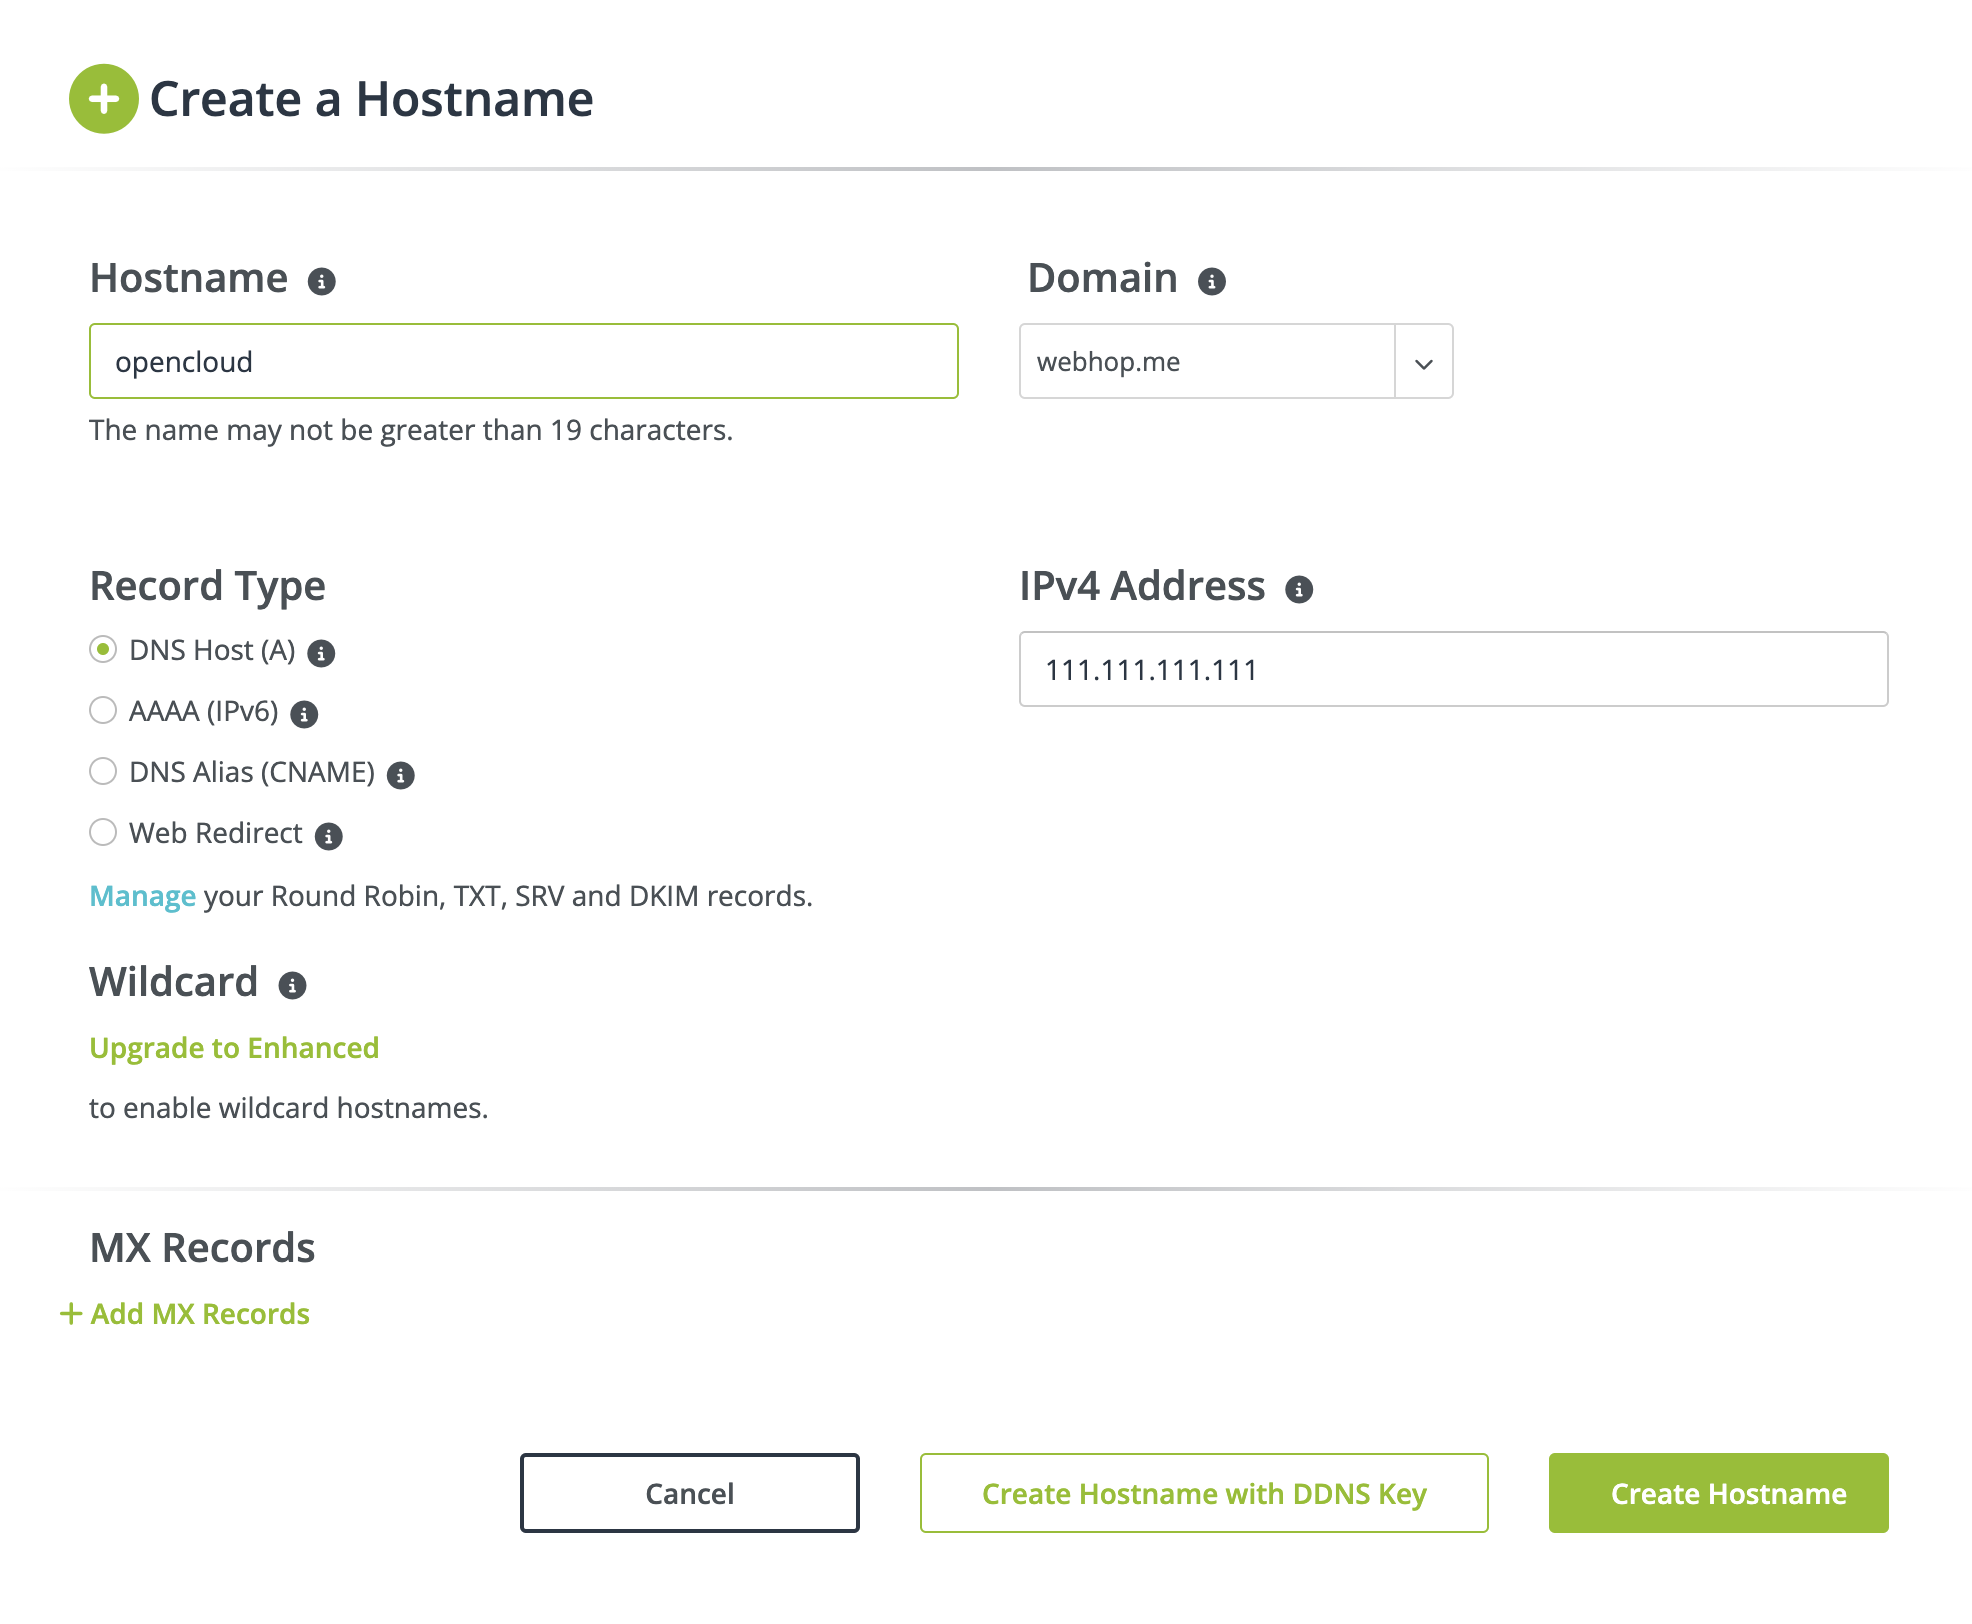 Create a Hostname
Hostname
Domain
opencloud
webhop.me
The name may not be greater than 19 characters.
Record Type
IPv4 Address
DNS Host (A)
111.111.111.111
AAAA (IPv6)
DNS Alias (CNAME)
Web Redirect
Manage your Round Robin, TXT, SRV and DKIM records.
Wildcard
Upgrade to Enhanced
to enable wildcard hostnames.
MX Records
+ Add MX Records
Cancel
Create Hostname with DDNS Key
Create Hostname